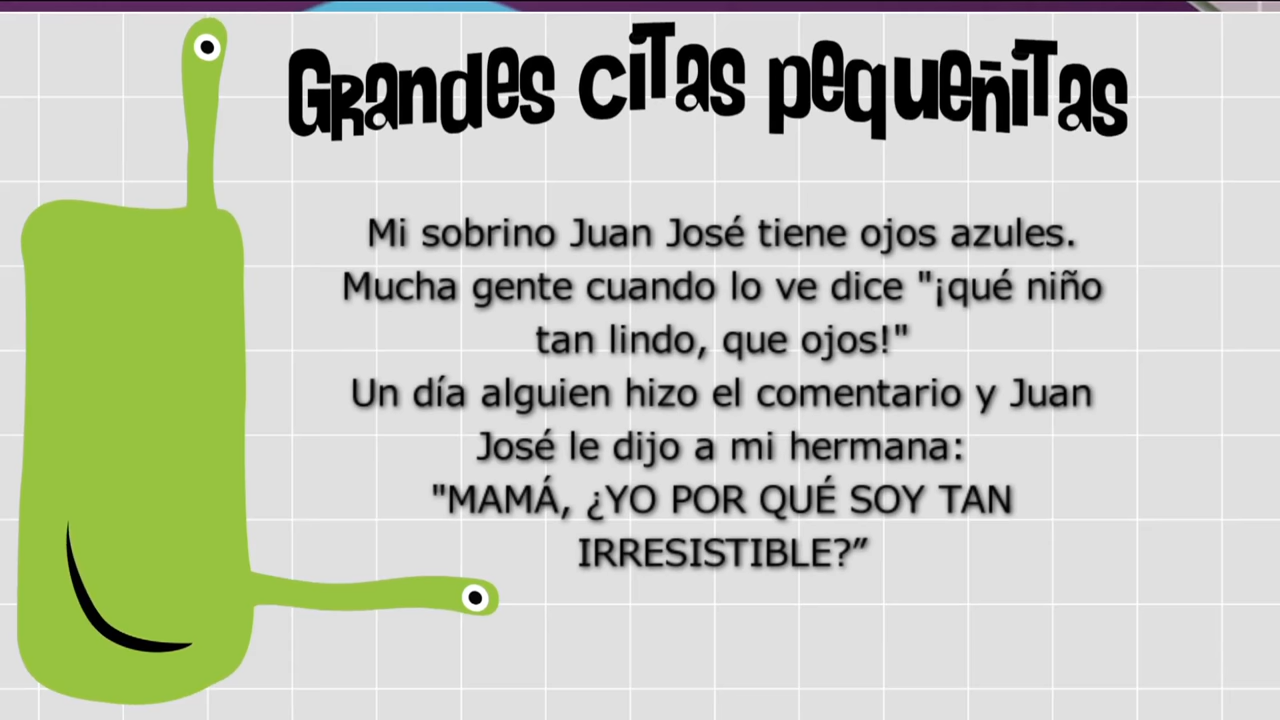 Grandes citas pequeñitas
Mi sobrino Juan José tiene ojos azules.
Mucha gente cuando lo ve dice "¡qué niño
tan lindo, que ojos!"
Un día alguien hizo el comentario y Juan
José le dijo a mi hermana:
"MAMÁ, ¿YO POR QUÉ SOY TAN
IRRESISTIBLE?”